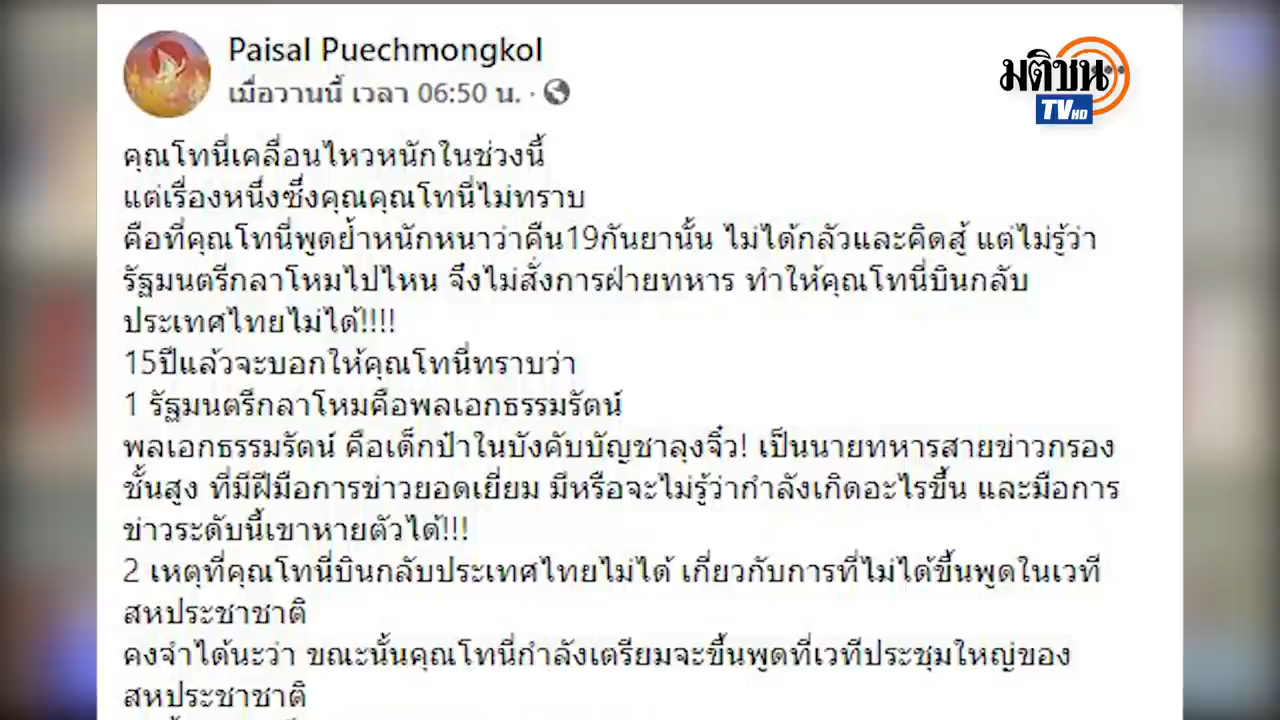 Paisal Puechmongkol
เมื่อวานนี้ เวลา 06:50 น. ·
มติชน
TV HD
คุณโทนี่เคลื่อนไหวหนักในช่วงนี้
แต่เรื่องหนึ่งซึ่งคุณคุณโทนี่ไม่ทราบ
คือที่คุณโทนี่พูดย้ำหนักหนาว่าคืน19กันยานั้น ไม่ได้กลัวและคิดสู้ แต่ไม่รู้ว่า
รัฐมนตรีกลาโหมไปไหน จึงไม่สั่งการฝ่ายทหาร ทำให้คุณโทนี่บินกลับ
ประเทศไทยไม่ได้!!!!
15ปีแล้วจะบอกให้คุณโทนี่ทราบว่า
1 รัฐมนตรีกลาโหมคือพลเอกธรรมรัตน์
พลเอกธรรมรัตน์ คือเด็กป๋าในบังคับบัญชาลุงจิ๋ว! เป็นนายทหารสายข่าวกรอง
ชั้นสูง ที่มีฝีมือการข่าวยอดเยี่ยม มีหรือจะไม่รู้ว่ากำลังเกิดอะไรขึ้น และมือการ
ข่าวระดับนี้เขาหายตัวได้!!!
2 เหตุที่คุณโทนี่บินกลับประเทศไทยไม่ได้ เกี่ยวกับการที่ไม่ได้ขึ้นพูดในเวที
สหประชาชาติ
คงจำได้นะว่า ขณะนั้นคุณโทนี่กำลังเตรียมจะขึ้นพูดที่เวทีประชุมใหญ่ของ
สหประชาชาติ